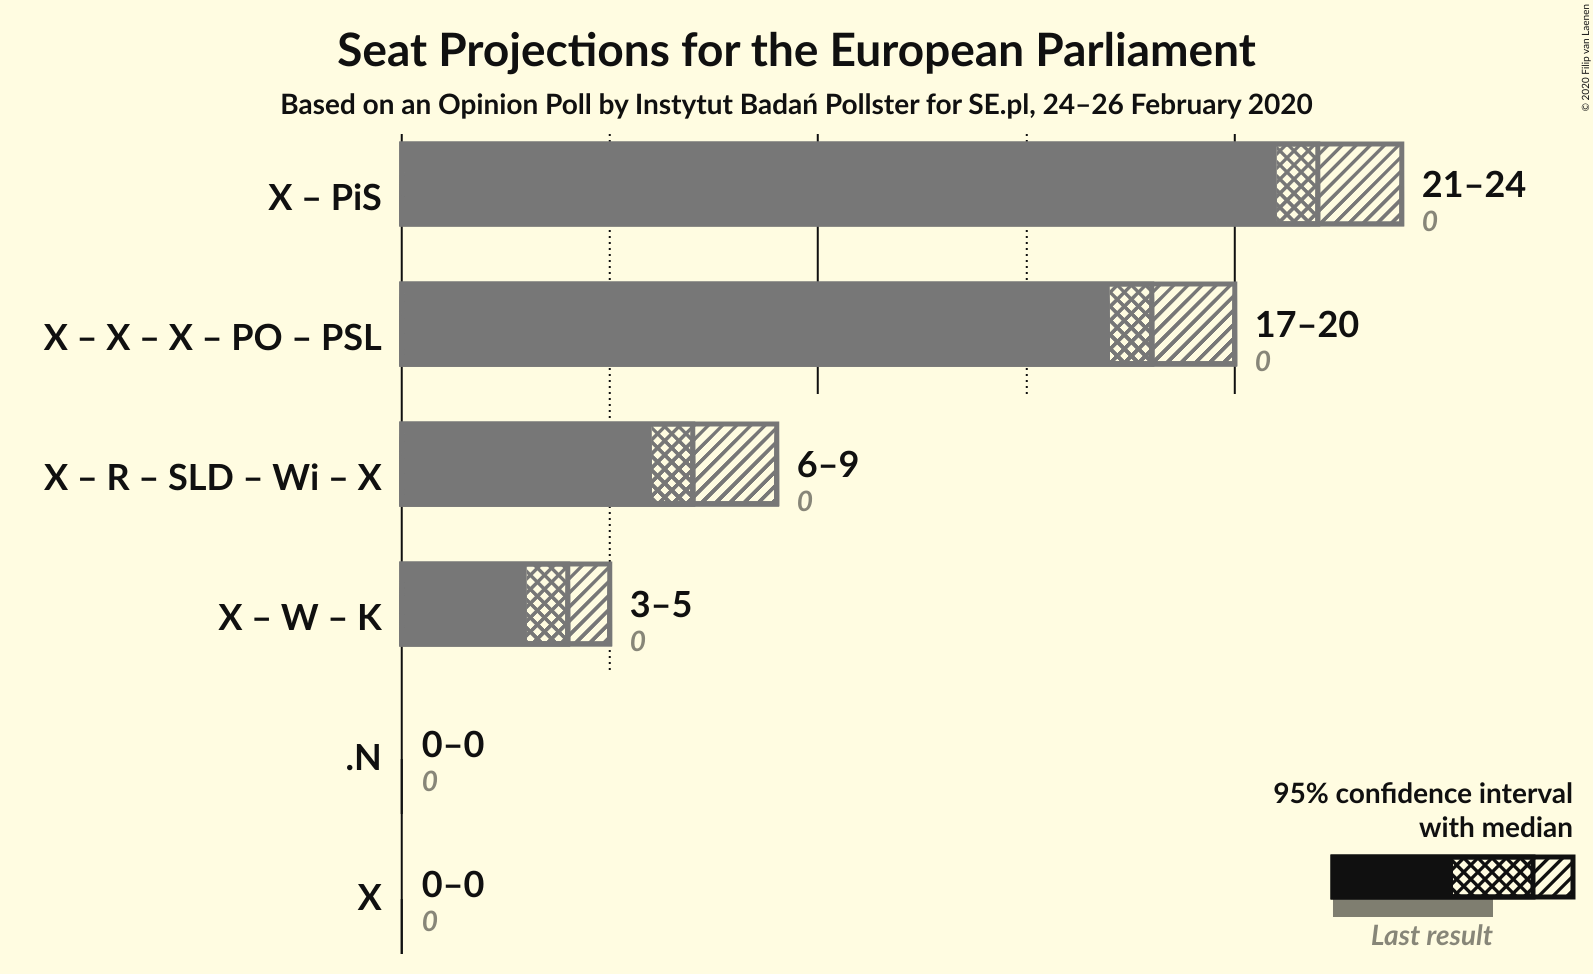 Seat Projections for the European Parliament
Based on an Opinion Poll by Instytut Badań Pollster for SE.pl, 24–26 February 2020
© 2020 Filip van Laenen
X – PiS
21–24
0
X – X – X – PO – PSL
17–20
0
X – R – SLD – Wi – X
6–9
0
X – W – K
3–5
0
.N
0–0
0
X
0–0
0
95% confidence interval
with median
Last result